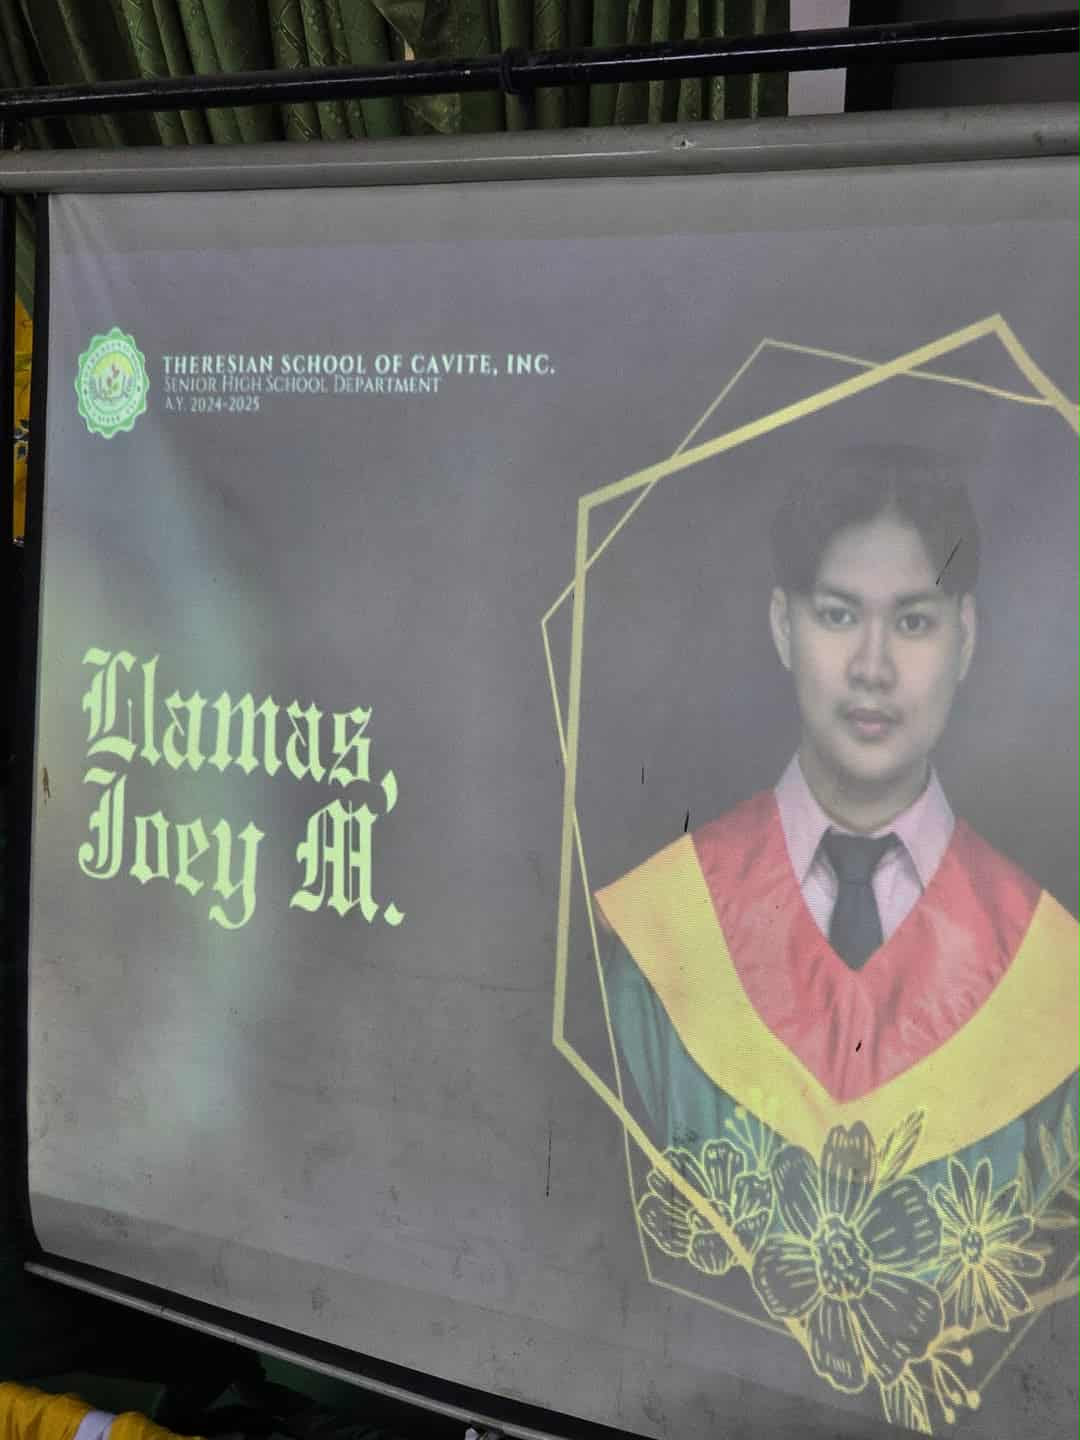 THERESIAN SCHOOL OF CAVITE, INC.
SENIOR HIGH SCHOOL DEPARTMENT
A.Y. 2024-2025
Llamas,
Joey M.